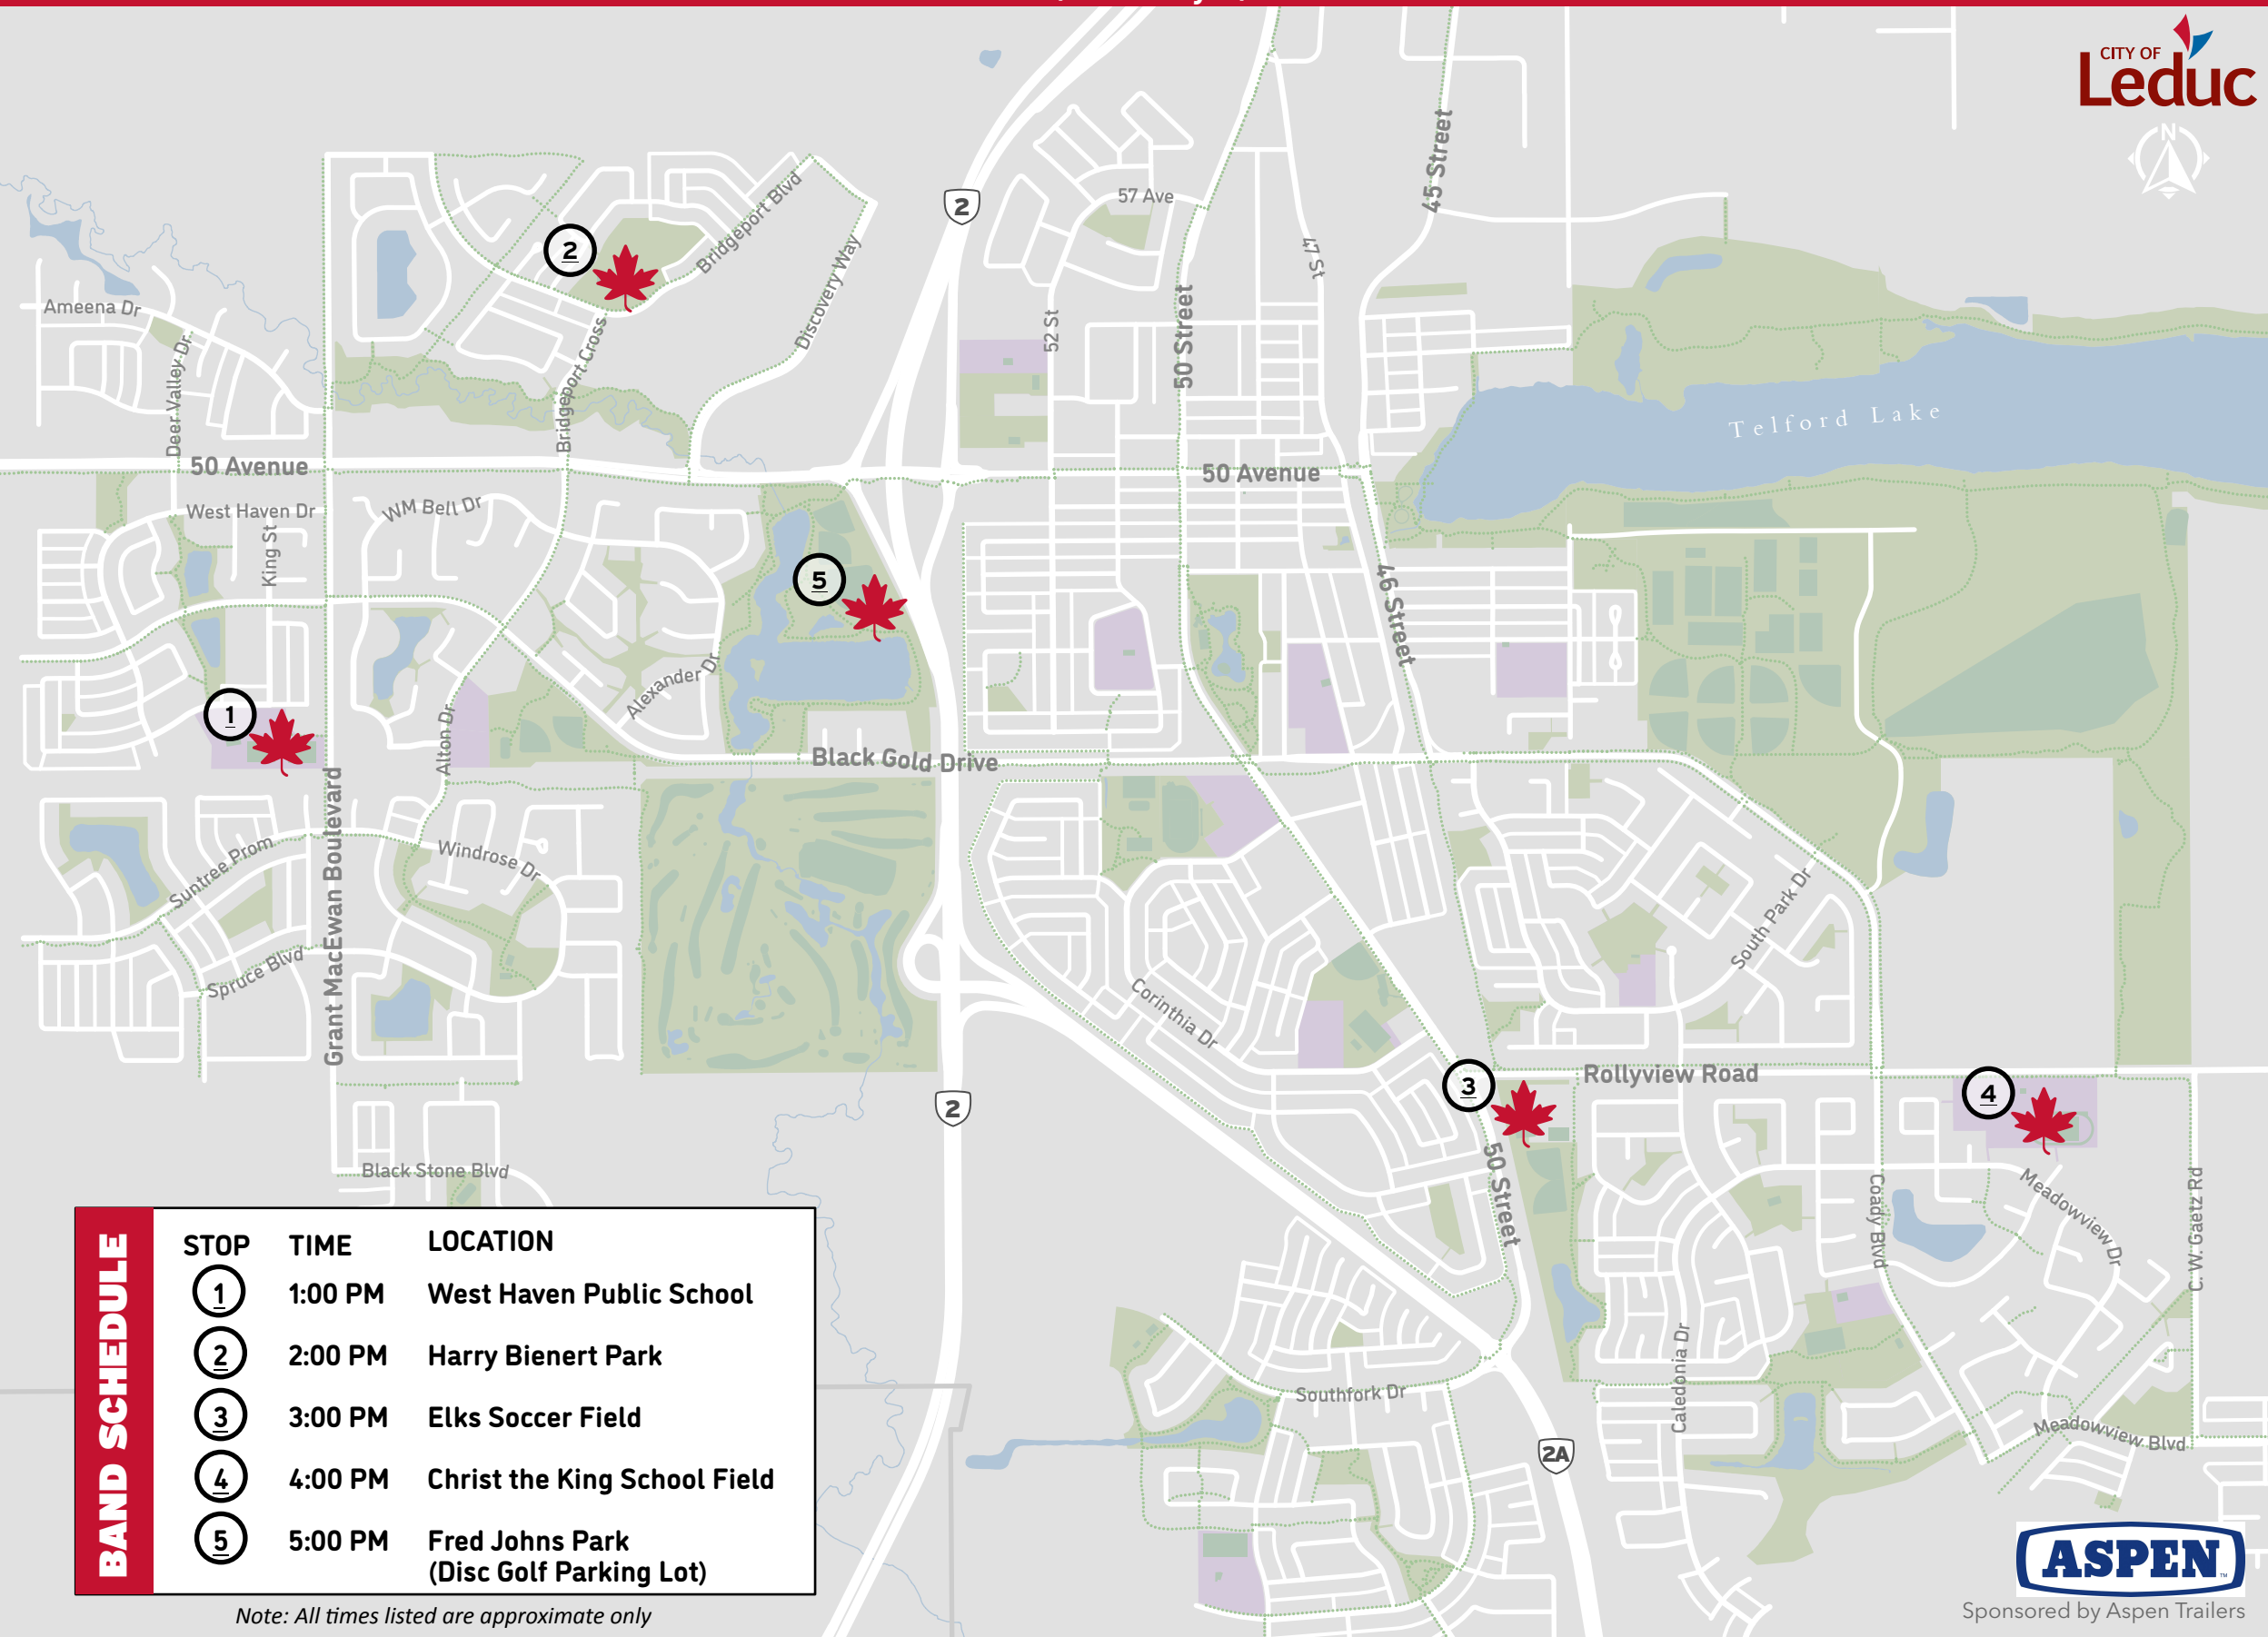 CITY OF
Leduc
N
2
57 Ave
45 Street
47 St
Bridgeport Blvd
2
Discovery Way
Ameena Dr
Deer Valley Dr.
52 St
50 Street
Bridgeport Cross
Telford Lake
50 Avenue
50 Avenue
West Haven Dr
WM Bell Dr
King St
5
46 Street
Alexander Dr
1
Alton Dr
Black Gold Drive
Grant MacEwan Boulevard
Suntree Prom
Windrose Dr
South Park Dr
Spruce Blvd
Corinthia Dr
3
Rollyview Road
4
2
50 Street
Black Stone Blvd
Coady Blvd
Meadowview Dr
C. W. Gaetz Rd
Caledonia Dr
Southfork Dr
Meadowview Blvd
2A
BAND SCHEDULE
STOP TIME LOCATION
1 1:00 PM West Haven Public School
2 2:00 PM Harry Bienert Park
3 3:00 PM Elks Soccer Field
4 4:00 PM Christ the King School Field
5 5:00 PM Fred Johns Park
(Disc Golf Parking Lot)
Note: All times listed are approximate only
ASPEN™
Sponsored by Aspen Trailers